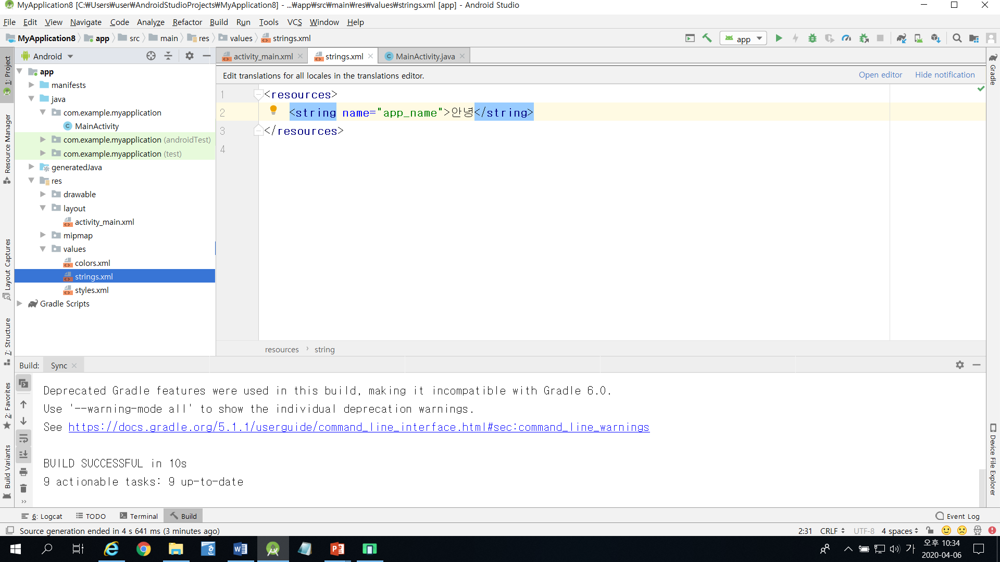 MyApplication8 [C:₩Users₩user₩AndroidStudioProjects₩MyApplication8] - ...₩app₩src₩main₩res₩values₩strings.xml [app] - Android Studio
File Edit View Navigate Code Analyze Refactor Build Run Tools VCS Window Help
MyApplication8 app src main res values strings.xml
app
Android
activity_main.xml
strings.xml
MainActivity.java
1: Project
Resource Manager
Layout Captures
7: Structure
2: Favorites
Build Variants
app
manifests
java
com.example.myapplication
MainActivity
com.example.myapplication (androidTest)
com.example.myapplication (test)
generatedJava
res
drawable
layout
activity_main.xml
mipmap
values
colors.xml
strings.xml
styles.xml
Gradle Scripts
Edit translations for all locales in the translations editor.
Open editor
Hide notification
1 <resources>
2 <string name="app_name">안녕</string>
3 </resources>
4
resources › string
Gradle
Device File Explorer
Build: Sync
Deprecated Gradle features were used in this build, making it incompatible with Gradle 6.0.
Use '--warning-mode all' to show the individual deprecation warnings.
See https://docs.gradle.org/5.1.1/userguide/command_line_interface.html#sec:command_line_warnings
BUILD SUCCESSFUL in 10s
9 actionable tasks: 9 up-to-date
6: Logcat TODO Terminal Build
Event Log
Source generation ended in 4 s 641 ms (3 minutes ago)
2:31 CRLF UTF-8 4 spaces
가
오후 10:34
2020-04-06